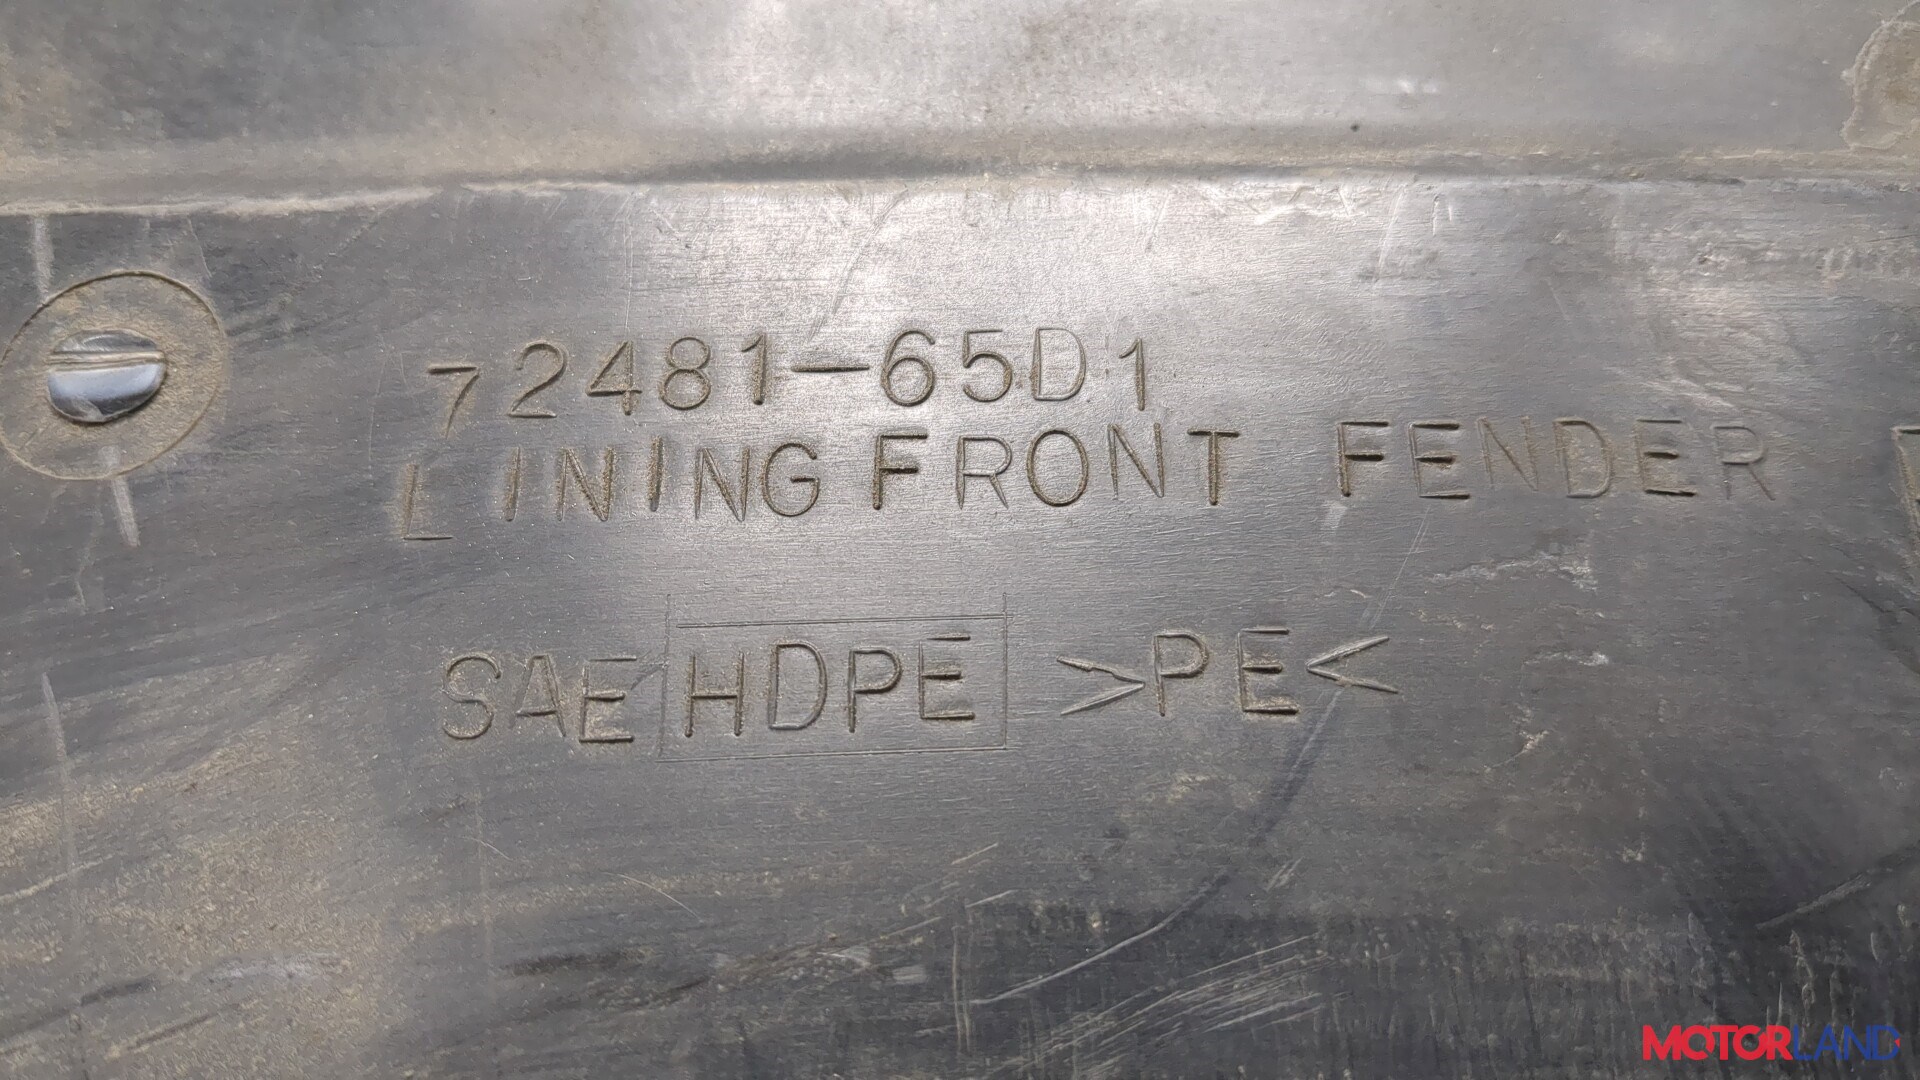 72481-65D1
LINING FRONT FENDER
SAE HDPE >PE<
MOTORLAND